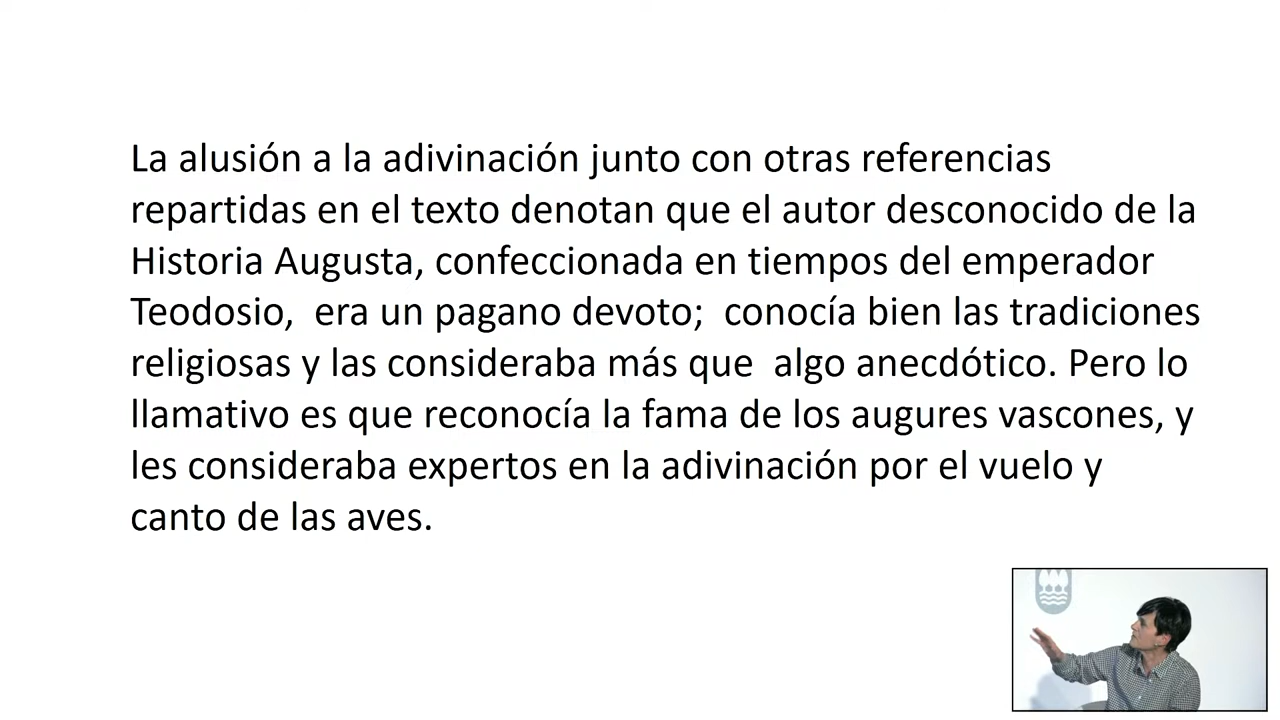 La alusión a la adivinación junto con otras referencias
repartidas en el texto denotan que el autor desconocido de la
Historia Augusta, confeccionada en tiempos del emperador
Teodosio,  era un pagano devoto;  conocía bien las tradiciones
religiosas y las consideraba más que  algo anecdótico. Pero lo
llamativo es que reconocía la fama de los augures vascones, y
les consideraba expertos en la adivinación por el vuelo y
canto de las aves.